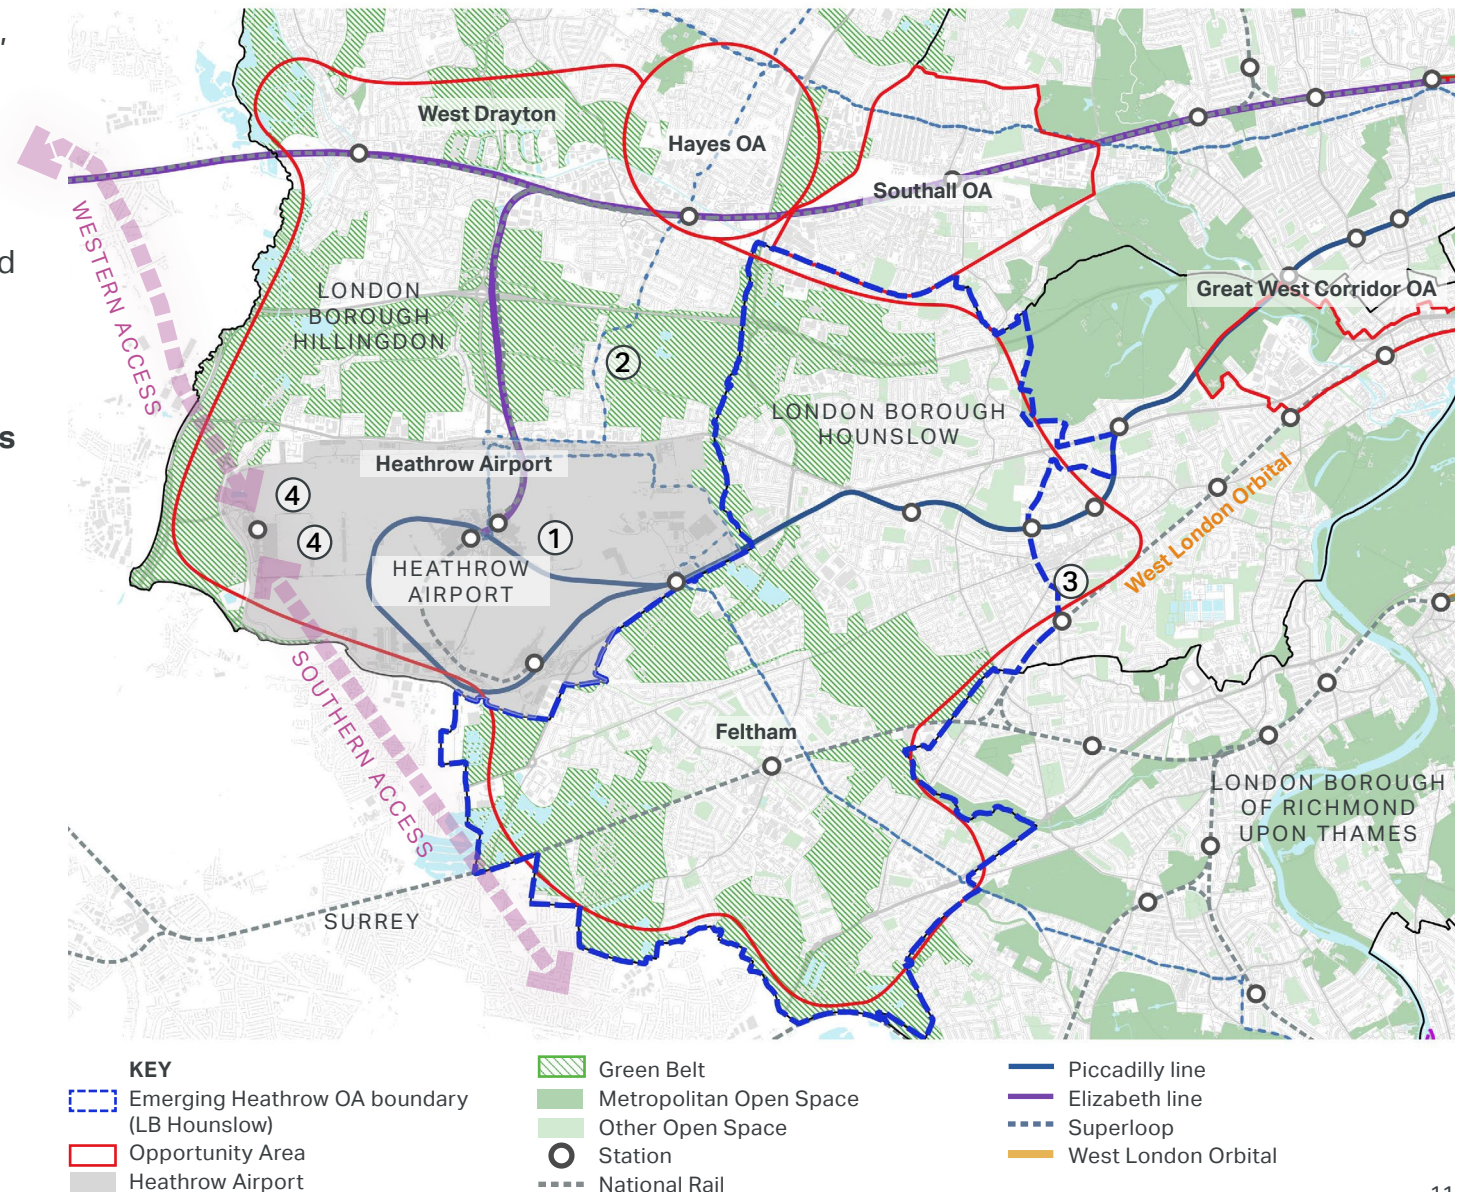 ,
d
s
West Drayton
Hayes OA
Southall OA
WESTERN ACCESS
LONDON
BOROUGH
HILLINGDON
Great West Corridor OA
2
LONDON BOROUGH
HOUNSLOW
Heathrow Airport
4
4
1
HEATHROW
AIRPORT
West London Orbital
3
SOUTHERN ACCESS
Feltham
LONDON BOROUGH
OF RICHMOND
UPON THAMES
SURREY
KEY
Emerging Heathrow OA boundary
(LB Hounslow)
Opportunity Area
Heathrow Airport
Green Belt
Metropolitan Open Space
Other Open Space
Station
National Rail
Piccadilly line
Elizabeth line
Superloop
West London Orbital
11